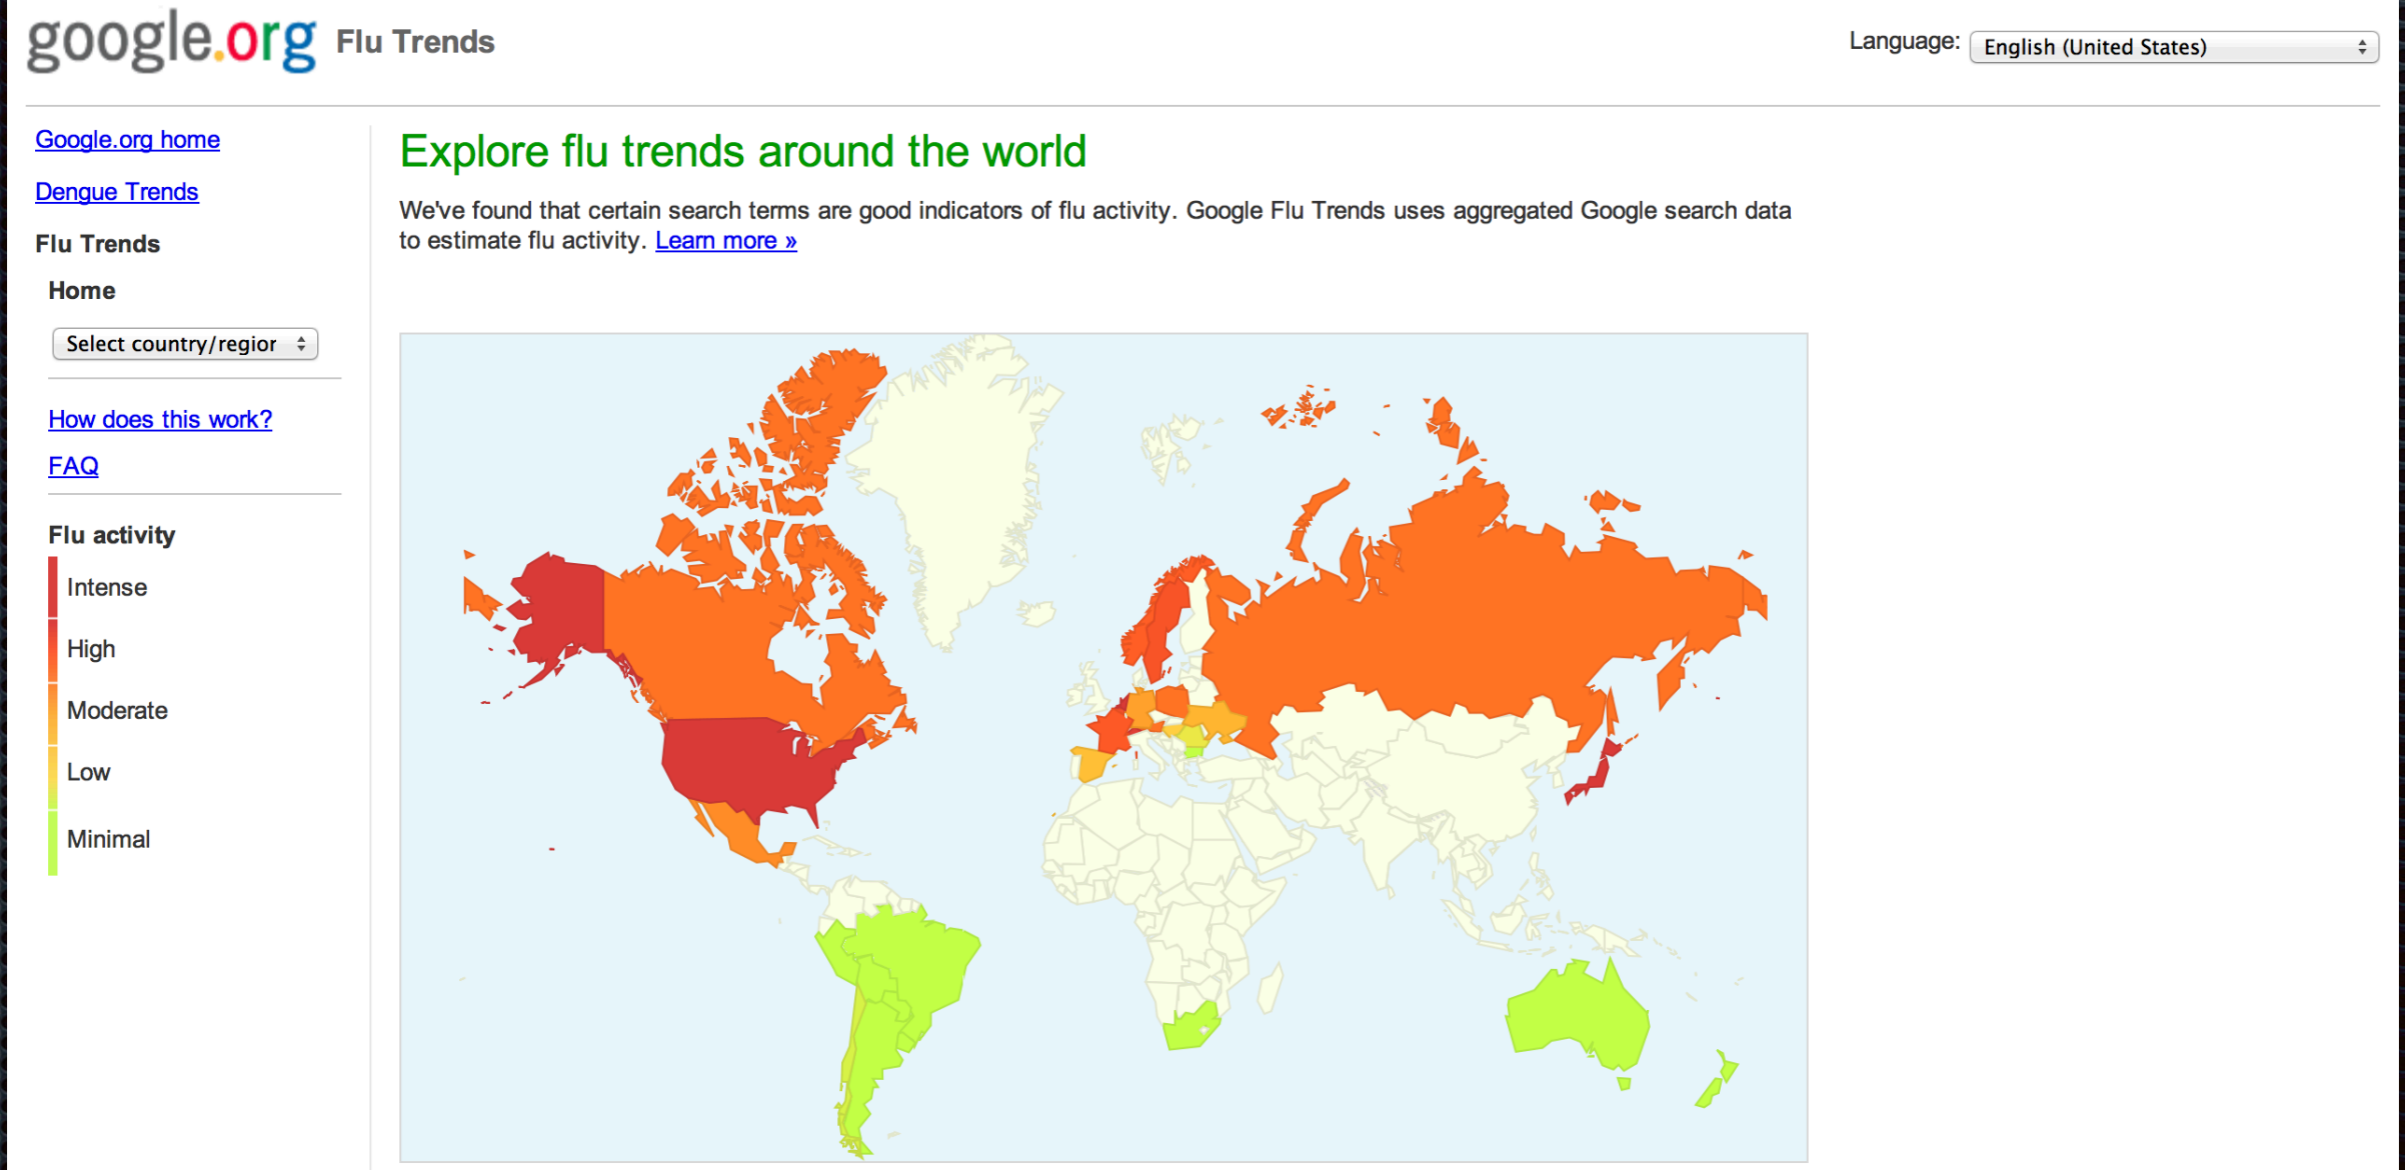 google.org Flu Trends
Language: English (United States)
Google.org home
Dengue Trends
Flu Trends
Home
Select country/region
How does this work?
FAQ
Flu activity
Intense
High
Moderate
Low
Minimal
Explore flu trends around the world
We've found that certain search terms are good indicators of flu activity. Google Flu Trends uses aggregated Google search data
to estimate flu activity. Learn more »